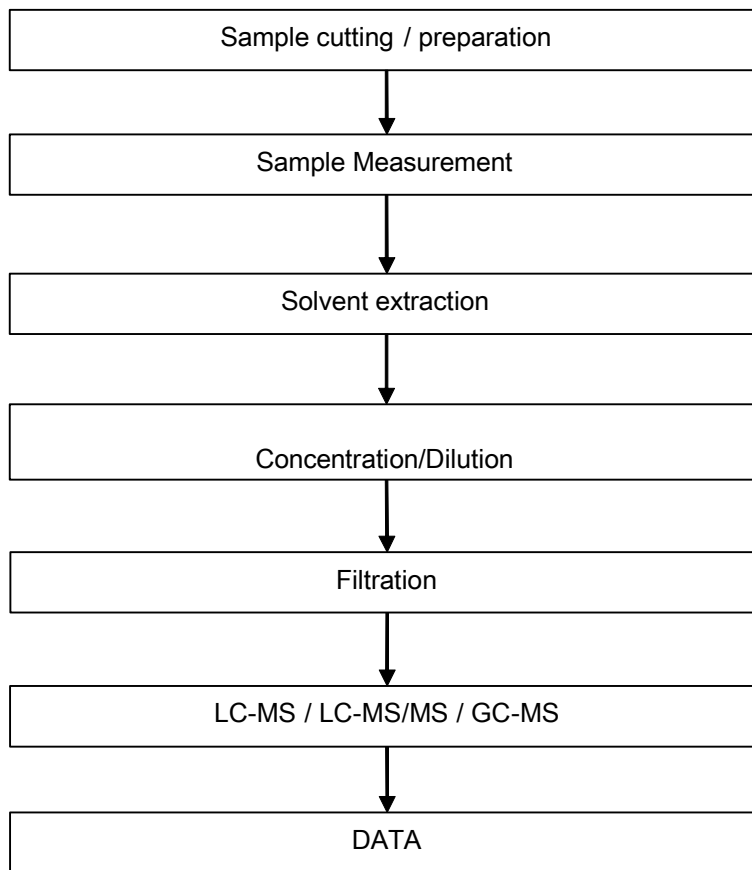 Sample cutting / preparation
Sample Measurement
Solvent extraction
Concentration/Dilution
Filtration
LC-MS / LC-MS/MS / GC-MS
DATA